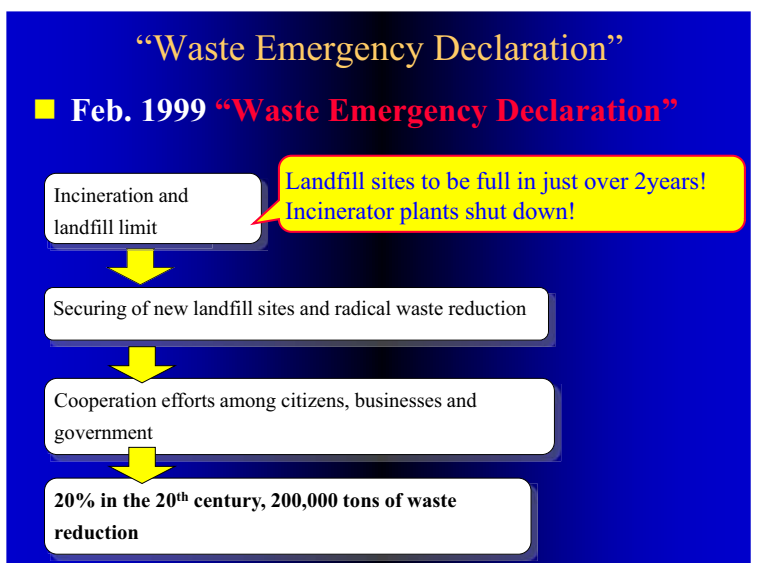 “Waste Emergency Declaration”
Feb. 1999 “Waste Emergency Declaration”
Landfill sites to be full in just over 2years!
Incinerator plants shut down!
Incineration and
landfill limit
Securing of new landfill sites and radical waste reduction
Cooperation efforts among citizens, businesses and
government
20% in the 20th century, 200,000 tons of waste
reduction